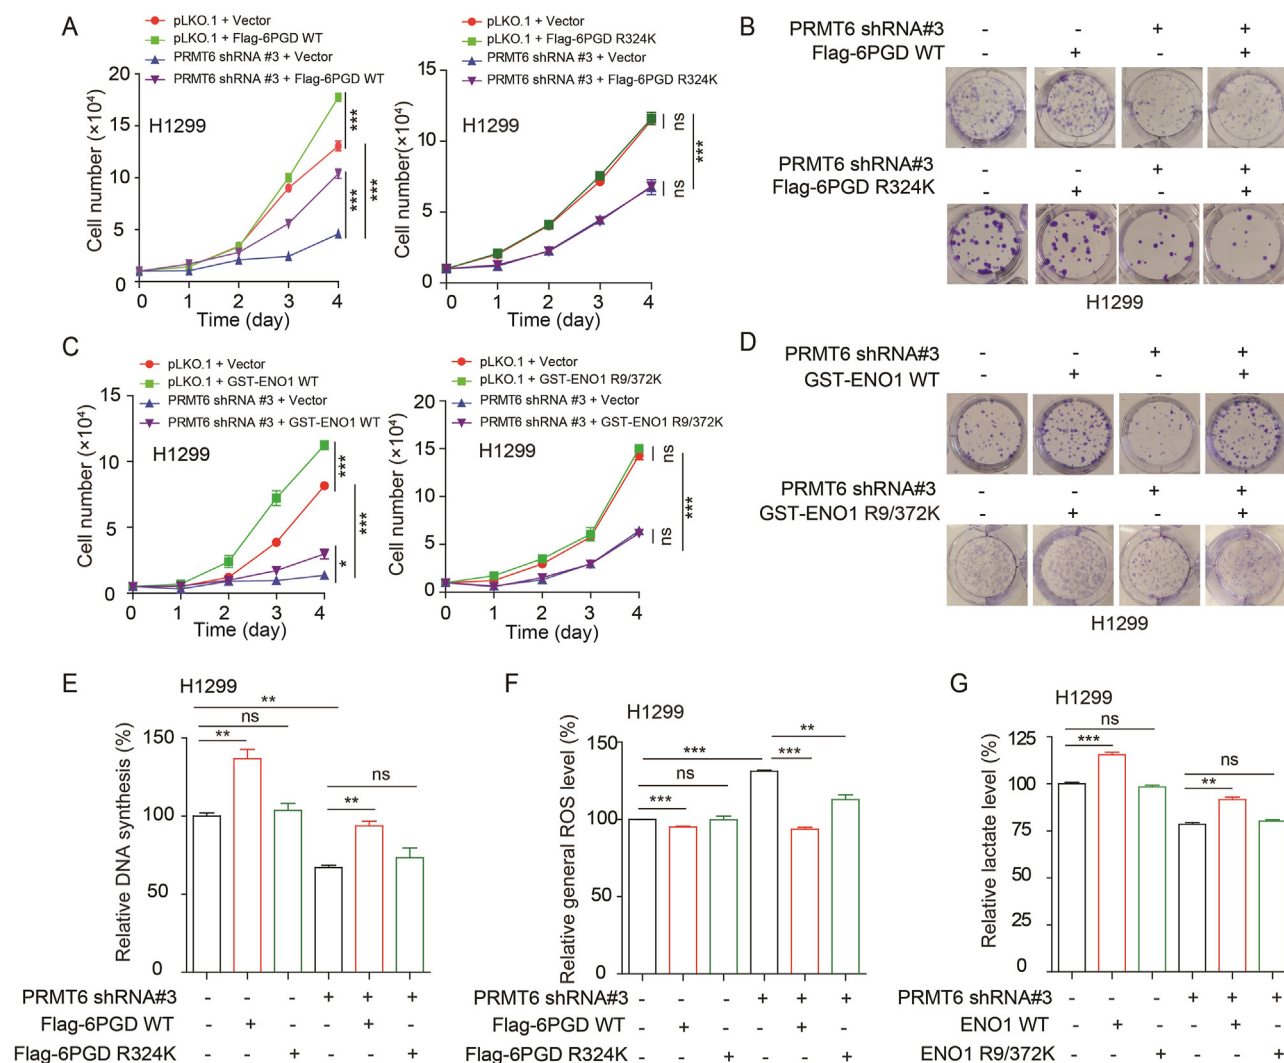 A
pLKO.1 + Vector
pLKO.1 + Flag-6PGD WT
PRMT6 shRNA #3 + Vector
PRMT6 shRNA #3 + Flag-6PGD WT
H1299
Cell number (×10⁴)
20
15
10
5
0
0 1 2 3 4
Time (day)
***
***
***
pLKO.1 + Vector
pLKO.1 + Flag-6PGD R324K
PRMT6 shRNA #3 + Vector
PRMT6 shRNA #3 + Flag-6PGD R324K
H1299
Cell number(×10⁴)
15
10
5
0
0 1 2 3 4
Time (day)
ns
ns
***
B
PRMT6 shRNA#3 - - + +
Flag-6PGD WT - + - +
PRMT6 shRNA#3 - - + +
Flag-6PGD R324K - + - +
H1299
C
pLKO.1 + Vector
pLKO.1 + GST-ENO1 WT
PRMT6 shRNA #3 + Vector
PRMT6 shRNA #3 + GST-ENO1 WT
H1299
Cell number (×10⁴)
15
10
5
0
0 1 2 3 4
Time (day)
***
***
*
pLKO.1 + Vector
pLKO.1 + GST-ENO1 R9/372K
PRMT6 shRNA #3 + Vector
PRMT6 shRNA #3 + GST-ENO1 R9/372K
H1299
Cell number (×10⁴)
20
15
10
5
0
0 1 2 3 4
Time (day)
ns
ns
***
D
PRMT6 shRNA#3 - - + +
GST-ENO1 WT - + - +
PRMT6 shRNA#3 - - + +
GST-ENO1 R9/372K - + - +
H1299
E
H1299
**
ns
**
ns
**
Relative DNA synthesis (%)
150
100
50
0
PRMT6 shRNA#3 - - - + + +
Flag-6PGD WT - + - - + -
Flag-6PGD R324K - - + - - +
F
H1299
**
***
***
ns
***
Relative general ROS level (%)
150
100
50
0
PRMT6 shRNA#3 - - - + + +
Flag-6PGD WT - + - - + -
Flag-6PGD R324K - - + - - +
G
H1299
ns
***
ns
**
Relative lactate level (%)
125
100
75
50
25
0
PRMT6 shRNA#3 - - - + + +
ENO1 WT - + - - + -
ENO1 R9/372K - - + - - +